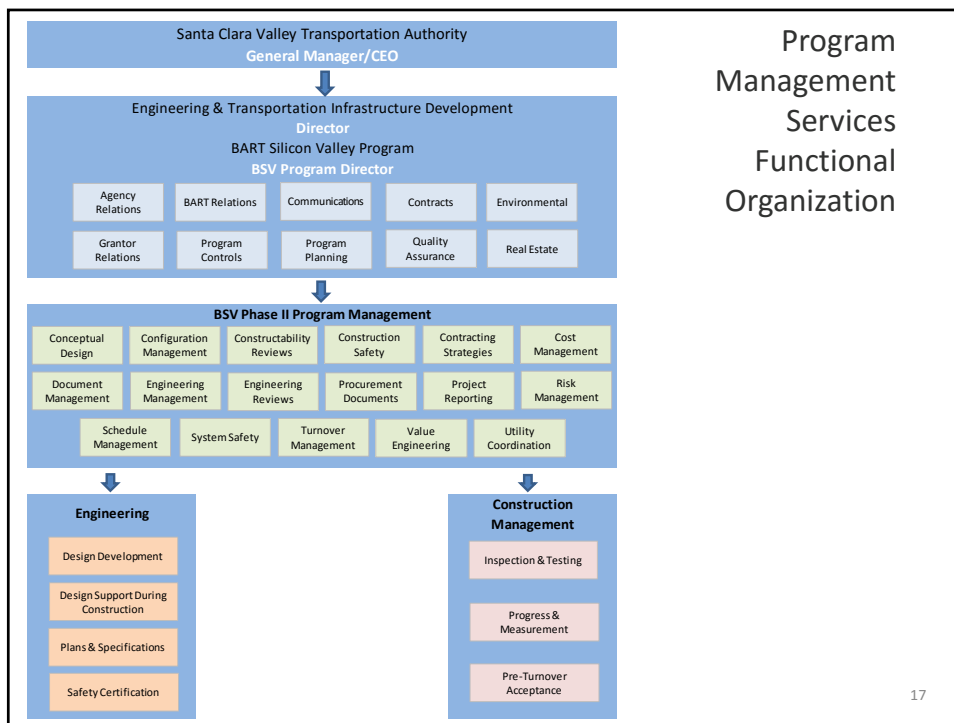 Program
Management
Services
Functional
Organization
Santa Clara Valley Transportation Authority
General Manager/CEO
Engineering & Transportation Infrastructure Development
Director
BART Silicon Valley Program
BSV Program Director
Agency
Relations
BART Relations
Communications
Contracts
Environmental
Grantor
Relations
Program
Controls
Program
Planning
Quality
Assurance
Real Estate
BSV Phase II Program Management
Conceptual
Design
Configuration
Management
Constructability
Reviews
Construction
Safety
Contracting
Strategies
Cost
Management
Document
Management
Engineering
Management
Engineering
Reviews
Procurement
Documents
Project
Reporting
Risk
Management
Schedule
Management
System Safety
Turnover
Management
Value
Engineering
Utility
Coordination
Engineering
Design Development
Design Support During
Construction
Plans & Specifications
Safety Certification
Construction
Management
Inspection & Testing
Progress &
Measurement
Pre-Turnover
Acceptance
17